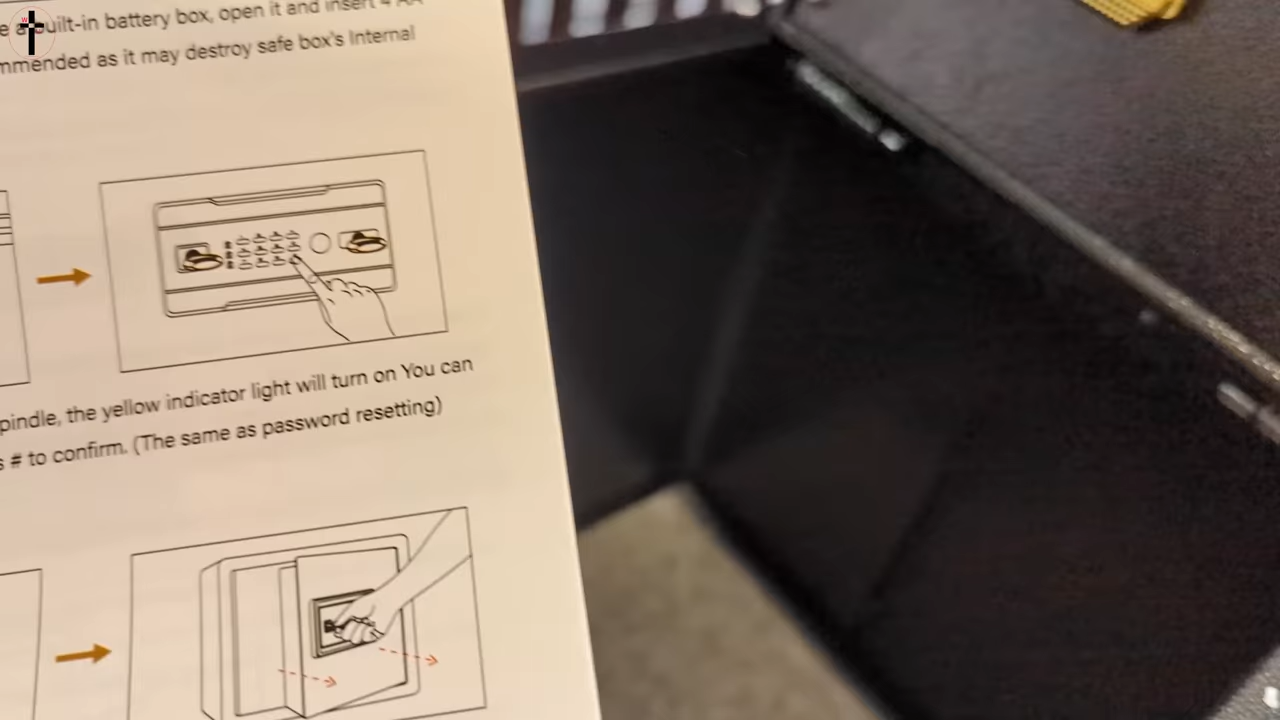 built-in battery box, open it and insert 4 AA
mmended as it may destroy safe box's Internal
pindle, the yellow indicator light will turn on You can
s # to confirm. (The same as password resetting)